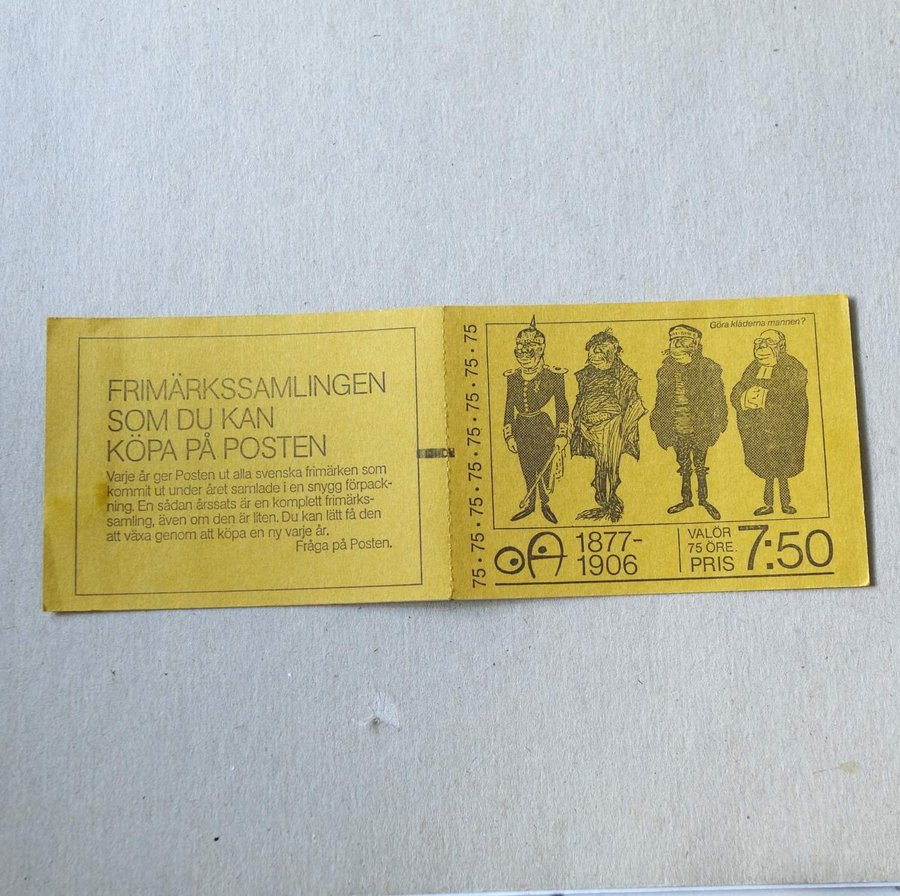 FRIMÄRKSSAMLINGEN
SOM DU KAN
KÖPA PÅ POSTEN
Varje år ger Posten ut alla svenska frimärken som
kommit ut under året samlade i en snygg förpack-
ning. En sådan årssats är en komplett frimärks-
samling, även om den är liten. Du kan lätt få den
att växa genom att köpa en ny varje år.
Fråga på Posten.
75 • 75 • 75 • 75 • 75 • 75 • 75 • 75
Göra kläderna mannen?
OA 1877-
1906
VALÖR
75 ÖRE.
PRIS 7:50